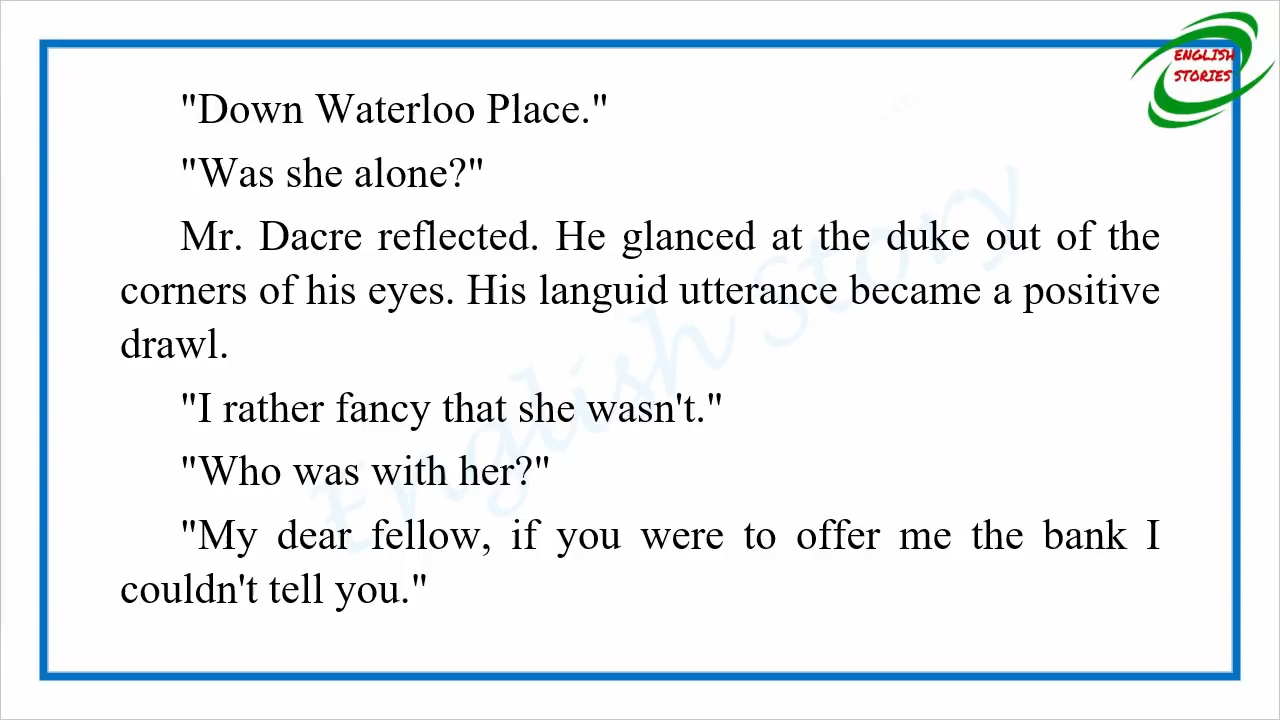 ENGLISH
STORIES
"Down Waterloo Place."
"Was she alone?"
Mr. Dacre reflected. He glanced at the duke out of the
corners of his eyes. His languid utterance became a positive
drawl.
"I rather fancy that she wasn't."
"Who was with her?"
"My dear fellow, if you were to offer me the bank I
couldn't tell you."
English Story